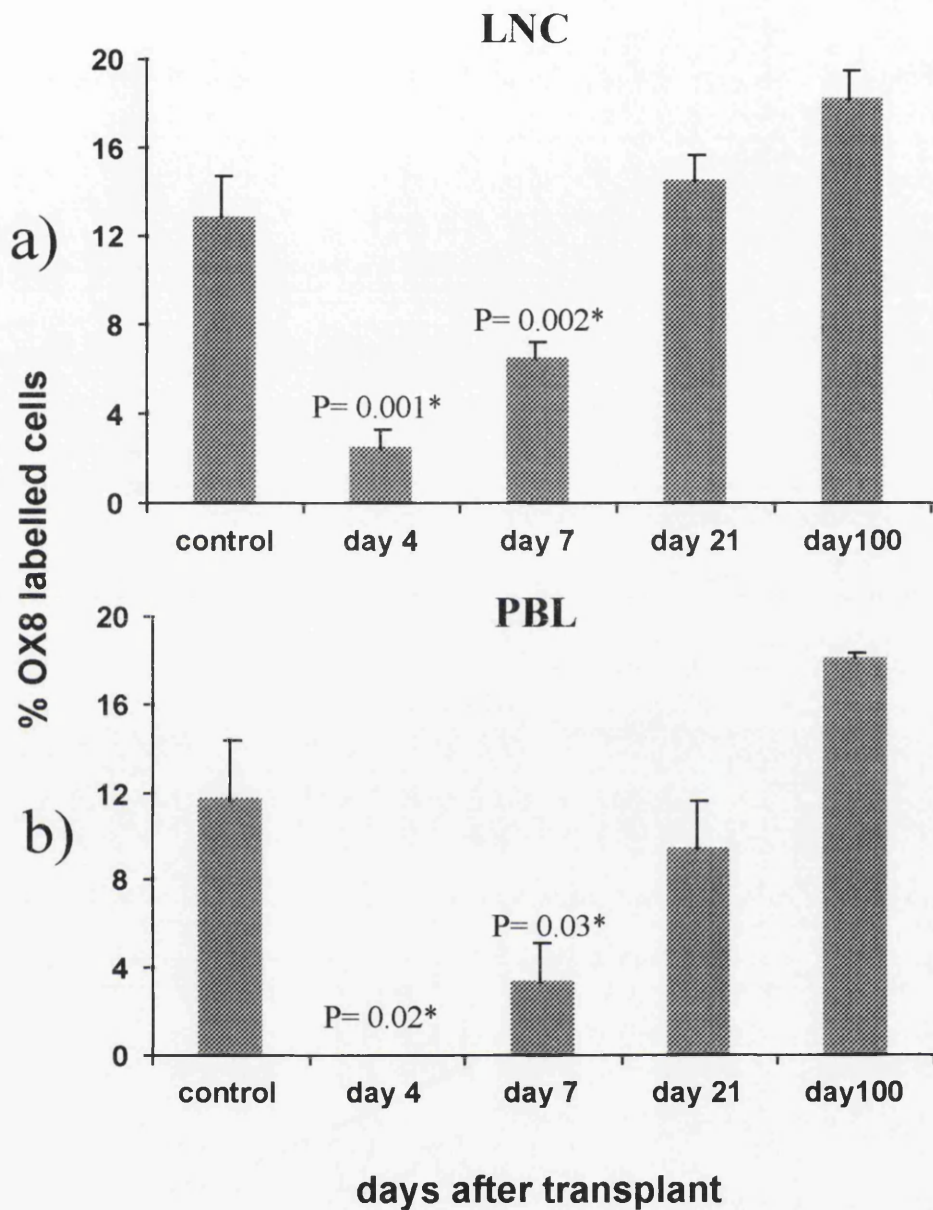 LNC
20
16
12
8
4
0
a)
P= 0.001*
P= 0.002*
control day 4 day 7 day 21 day100
% OX8 labelled cells
PBL
20
16
12
8
4
0
b)
P= 0.02*
P= 0.03*
control day 4 day 7 day 21 day100
days after transplant